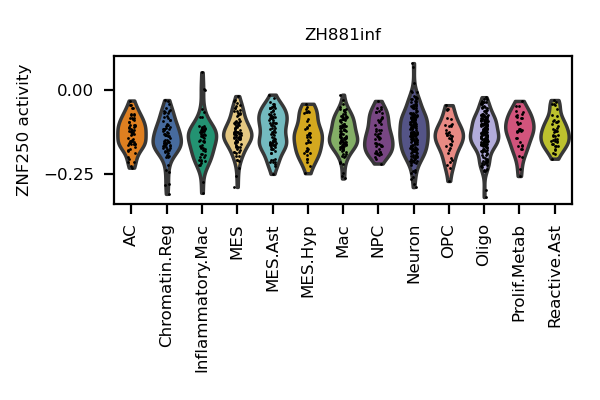 ZH881inf
ZNF250 activity
0.00
−0.25
AC
Chromatin.Reg
Inflammatory.Mac
MES
MES.Ast
MES.Hyp
Mac
NPC
Neuron
OPC
Oligo
Prolif.Metab
Reactive.Ast